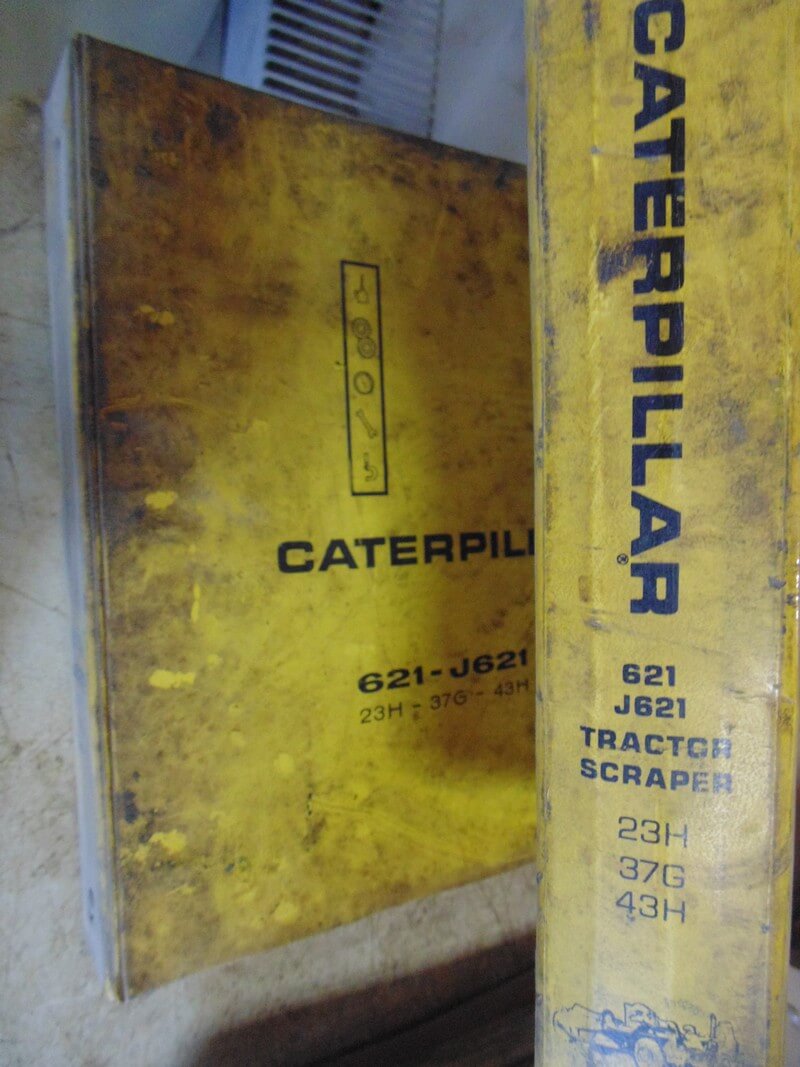 CATERPILL
621-J621
23H - 37G - 43H
CATERPILLAR®
621
J621
TRACTOR
SCRAPER
23H
37G
43H